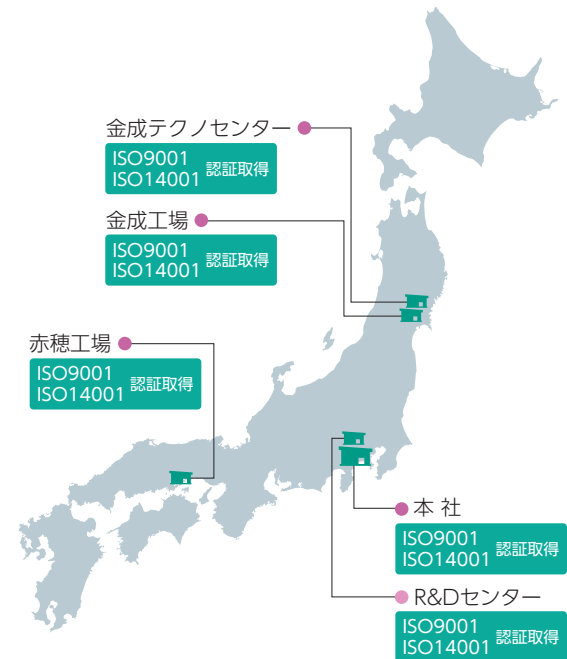 金成テクノセンター
ISO9001
ISO14001 認証取得
金成工場
ISO9001
ISO14001 認証取得
赤穂工場
ISO9001
ISO14001 認証取得
本 社
ISO9001
ISO14001 認証取得
R&Dセンター
ISO9001
ISO14001 認証取得